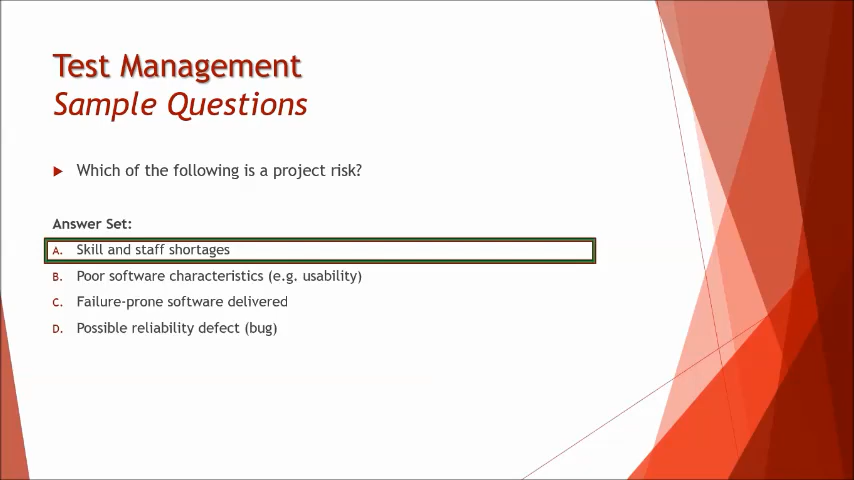 Test Management
Sample Questions
Which of the following is a project risk?
Answer Set:
A. Skill and staff shortages
B. Poor software characteristics (e.g. usability)
C. Failure-prone software delivered
D. Possible reliability defect (bug)